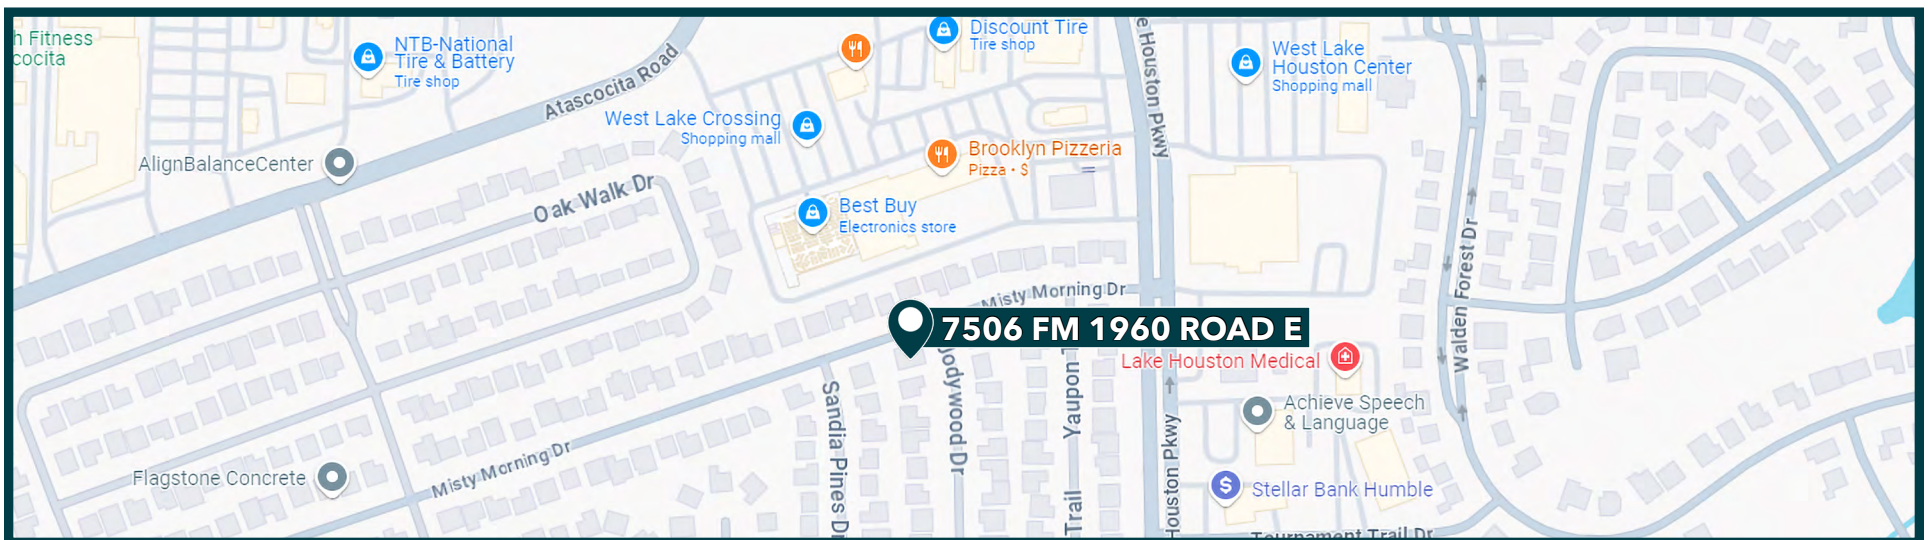 h Fitness
cocita
NTB-National
Tire & Battery
Tire shop
Atascocita Road
Discount Tire
Tire shop
e Houston Pkwy
West Lake
Houston Center
Shopping mall
West Lake Crossing
Shopping mall
AlignBalanceCenter
Brooklyn Pizzeria
Pizza • $
Oak Walk Dr
Best Buy
Electronics store
Walden Forest Dr
Misty Morning Dr
7506 FM 1960 ROAD E
Lake Houston Medical
oodywood Dr
Sandia Pines Dr
Yaupon T
Trail
Houston Pkwy
Achieve Speech
& Language
Misty Morning Dr
Flagstone Concrete
$
Stellar Bank Humble
Tournament Trail Dr